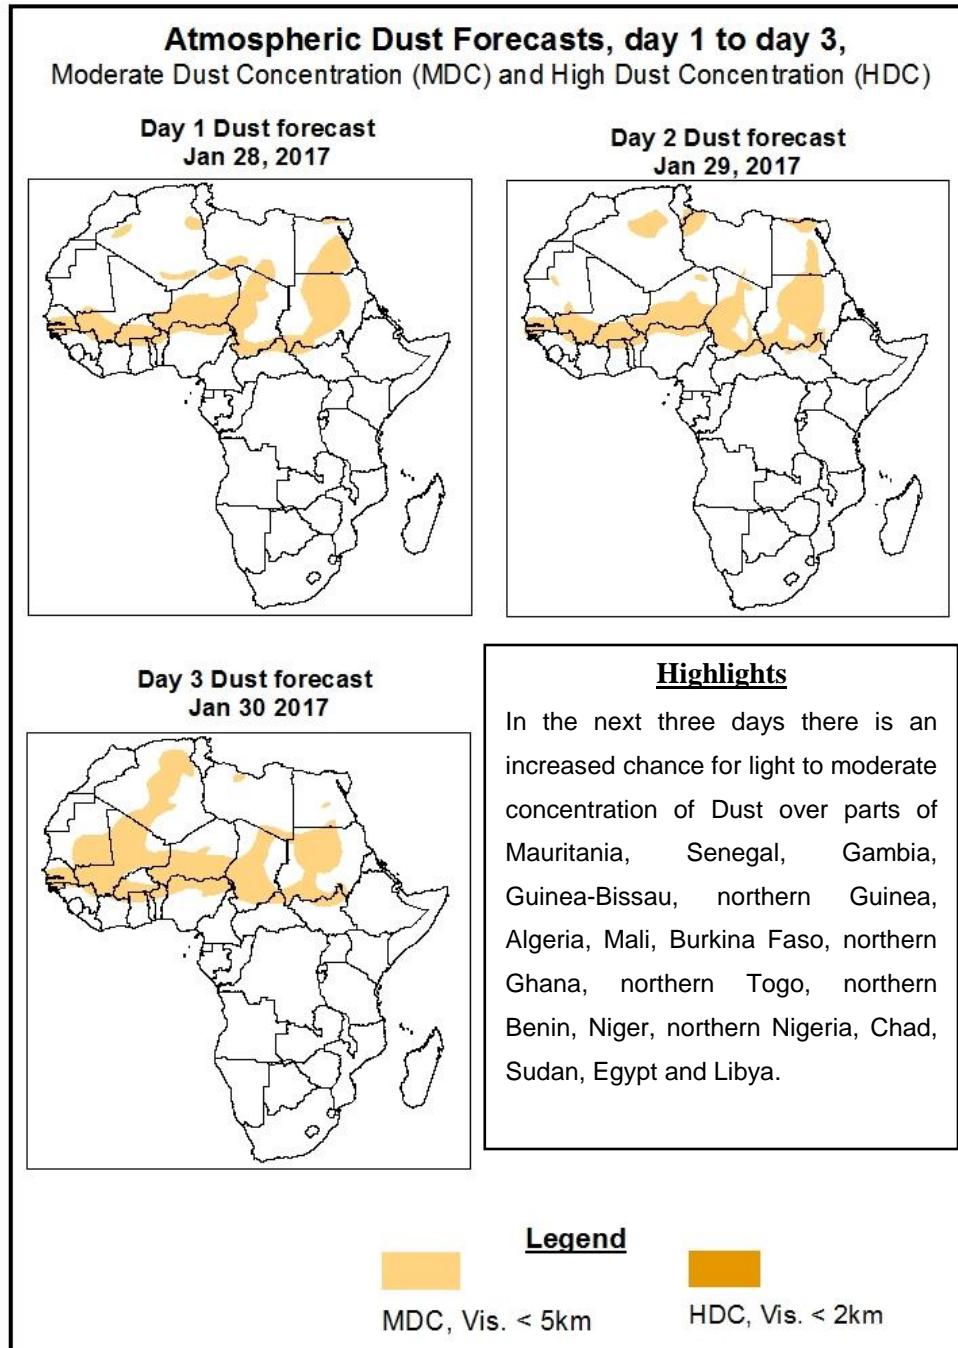 Atmospheric Dust Forecasts, day 1 to day 3,
Moderate Dust Concentration (MDC) and High Dust Concentration (HDC)
Day 1 Dust forecast
Jan 28, 2017
Day 2 Dust forecast
Jan 29, 2017
Day 3 Dust forecast
Jan 30 2017
Highlights
In the next three days there is an
increased chance for light to moderate
concentration of Dust over parts of
Mauritania, Senegal, Gambia,
Guinea-Bissau, northern Guinea,
Algeria, Mali, Burkina Faso, northern
Ghana, northern Togo, northern
Benin, Niger, northern Nigeria, Chad,
Sudan, Egypt and Libya.
Legend
MDC, Vis. < 5km
HDC, Vis. < 2km